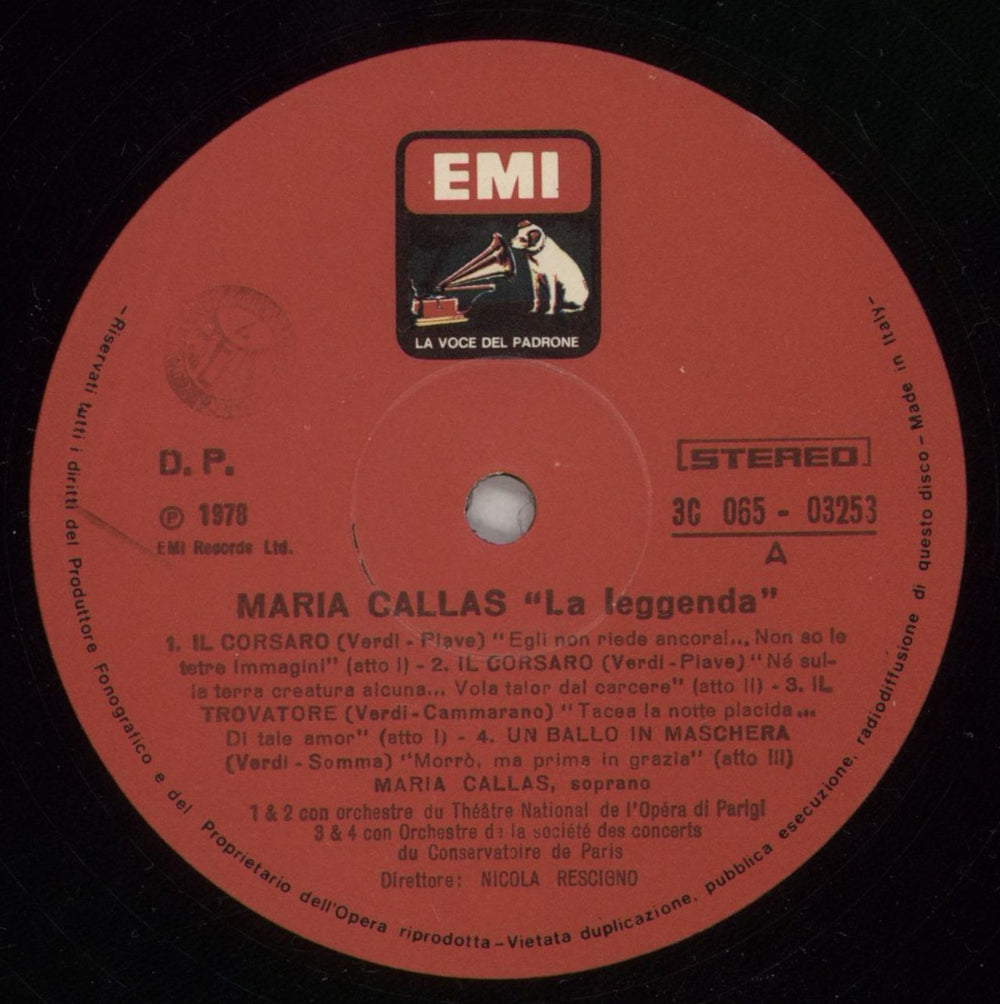 EMI
LA VOCE DEL PADRONE
D. P.
℗ 1978
EMI Records Ltd.
[STEREO]
3C 065 - 03253
A
MARIA CALLAS "La leggenda"
1. IL CORSARO (Verdi - Piave) "Egli non riede ancora!... Non so le
tetre immagini" (atto I) - 2. IL CORSARO (Verdi - Piave) "Né sul-
la terra creatura alcuna... Vola talor dal carcere" (atto II) - 3. IL
TROVATORE (Verdi - Cammarano) "Tacea la notte placida...
Di tale amor" (atto I) - 4. UN BALLO IN MASCHERA
(Verdi - Somma) "Morrò, ma prima in grazia" (atto III)
MARIA CALLAS, soprano
1 & 2 con orchestre du Théâtre National de l'Opéra di Parigi
3 & 4 con Orchestre de la société des concerts
du Conservatoire de Paris
Direttore: NICOLA RESCIGNO
-Riservati tutti i diritti del Produttore Fonografico e del Proprietario dell'Opera riprodotta-Vietata duplicazione, pubblica esecuzione, radiodiffusione di questo disco-Made in Italy-